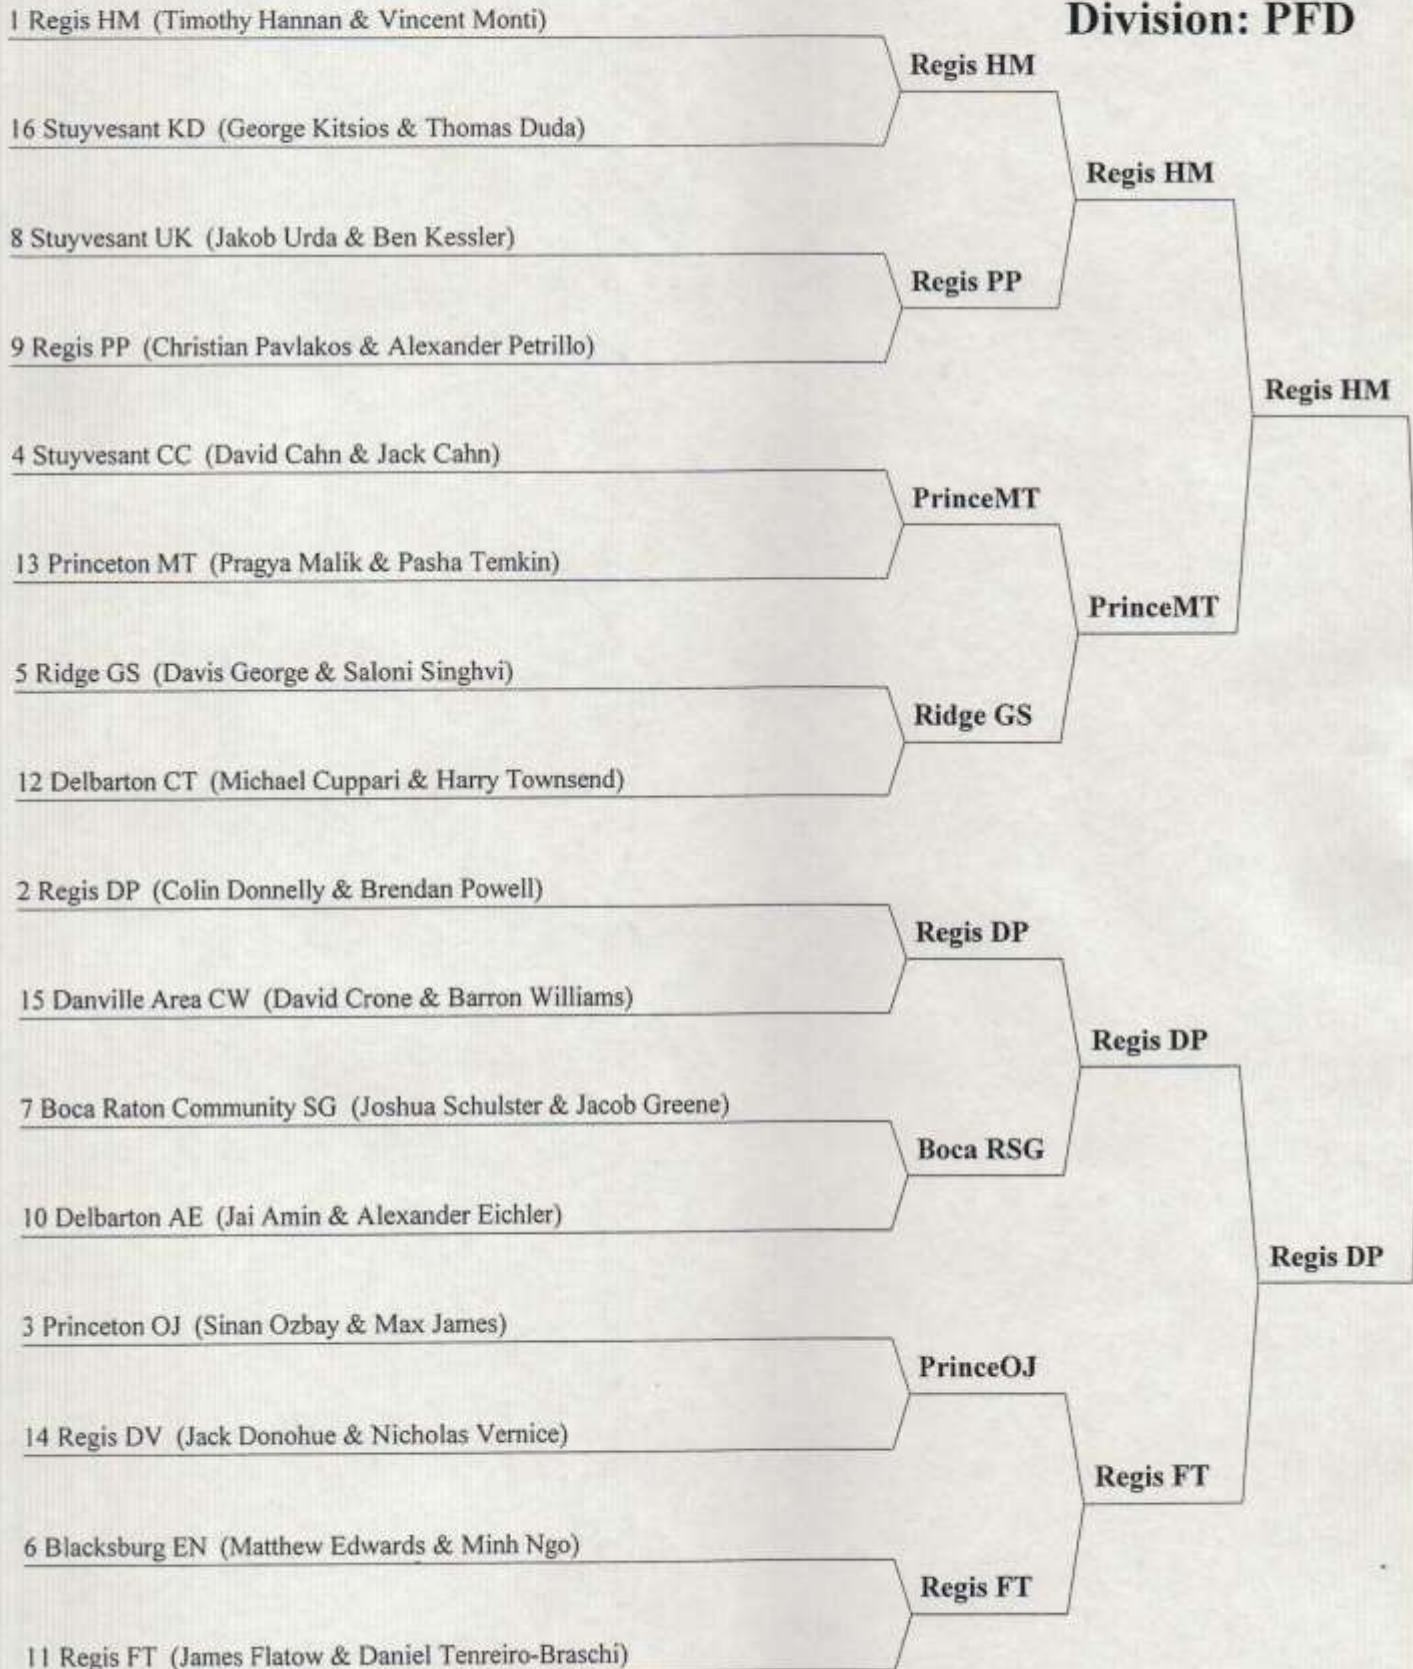 Division: PFD
1 Regis HM (Timothy Hannan & Vincent Monti)
Regis HM
16 Stuyvesant KD (George Kitsios & Thomas Duda)
Regis HM
8 Stuyvesant UK (Jakob Urda & Ben Kessler)
Regis PP
9 Regis PP (Christian Pavlakos & Alexander Petrillo)
Regis HM
4 Stuyvesant CC (David Cahn & Jack Cahn)
PrinceMT
13 Princeton MT (Pragya Malik & Pasha Temkin)
PrinceMT
5 Ridge GS (Davis George & Saloni Singhvi)
Ridge GS
12 Delbarton CT (Michael Cuppari & Harry Townsend)
2 Regis DP (Colin Donnelly & Brendan Powell)
Regis DP
15 Danville Area CW (David Crone & Barron Williams)
Regis DP
7 Boca Raton Community SG (Joshua Schulster & Jacob Greene)
Boca RSG
10 Delbarton AE (Jai Amin & Alexander Eichler)
Regis DP
3 Princeton OJ (Sinan Ozbay & Max James)
PrinceOJ
14 Regis DV (Jack Donohue & Nicholas Vernice)
Regis FT
6 Blacksburg EN (Matthew Edwards & Minh Ngo)
Regis FT
11 Regis FT (James Flatow & Daniel Tenreiro-Braschi)